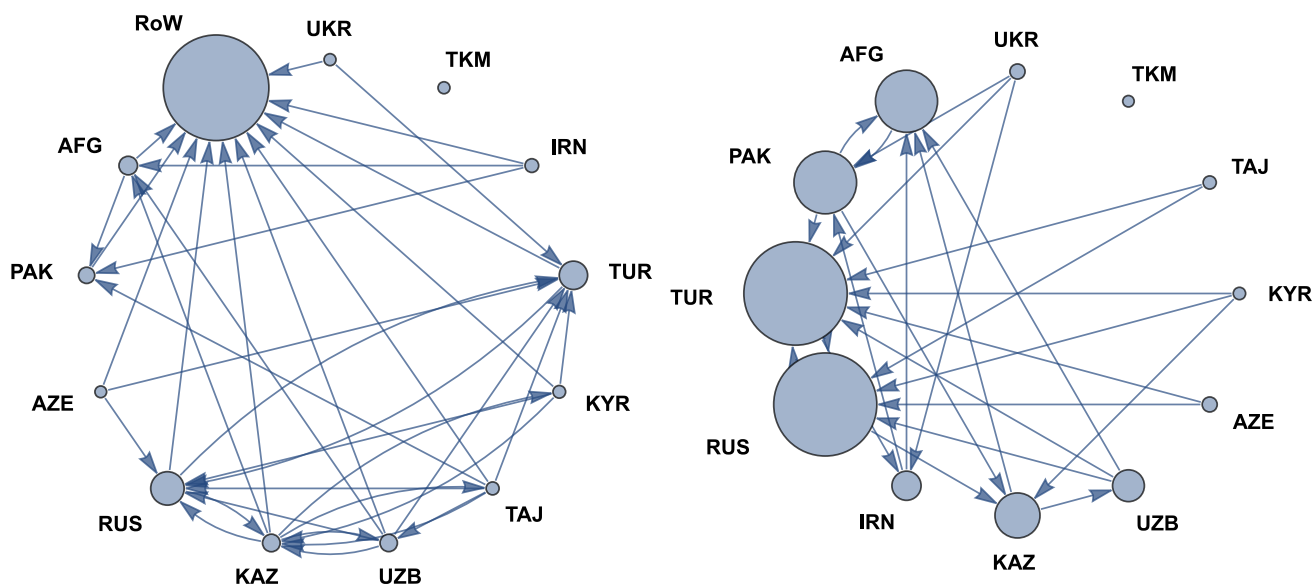 RoW
UKR
TKM
AFG
IRN
PAK
TUR
AZE
KYR
RUS
TAJ
KAZ
UZB
AFG
UKR
TKM
PAK
TAJ
TUR
KYR
RUS
AZE
IRN
UZB
KAZ